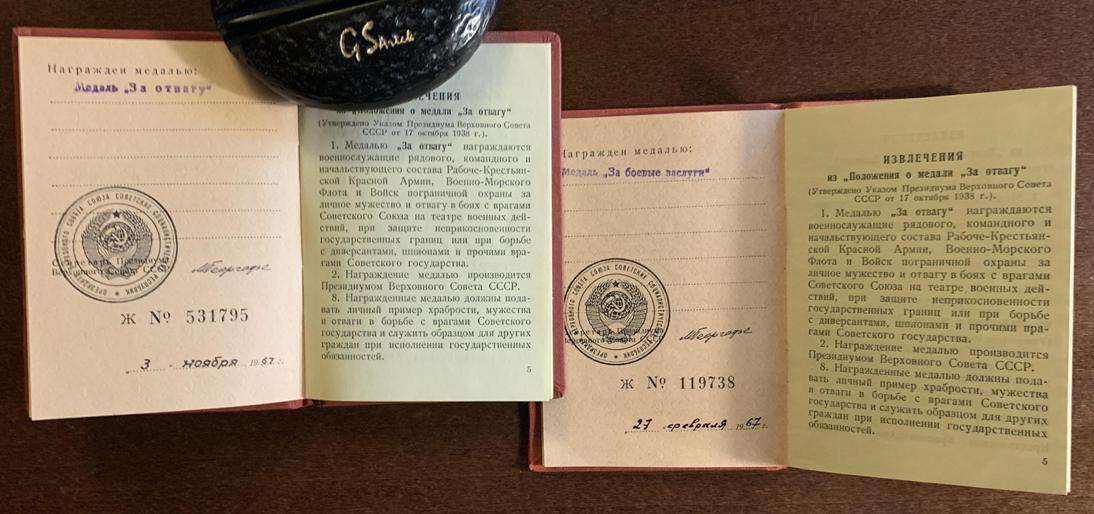 GSmek
Награжден медалью:
Медаль „За отвагу“
Секретарь Президиума
Верховного Совета СССР
Ж № 531795
3 ноября 1967 г.
ЧЕНИЯ
из „Положения о медали „За отвагу“
(Утверждено Указом Президиума Верховного Совета
СССР от 17 октября 1938 г.).
1. Медалью „За отвагу“ награждаются
военнослужащие рядового, командного и
начальствующего состава Рабоче-Крестьян-
ской Красной Армии, Военно-Морского
Флота и Войск пограничной охраны за
личное мужество и отвагу в боях с врагами
Советского Союза на театре военных дей-
ствий, при защите неприкосновенности
государственных границ или при борьбе
с диверсантами, шпионами и прочими вра-
гами Советского государства.
2. Награждение медалью производится
Президиумом Верховного Совета СССР.
8. Награжденные медалью должны пода-
вать личный пример храбрости, мужества
и отваги в борьбе с врагами Советского
государства и служить образцом для других
граждан при исполнении государственных
обязанностей.
5
Награжден медалью:
Медаль „За боевые заслуги“
Ж № 119738
27 февраля 1967 г.
ИЗВЛЕЧЕНИЯ
из „Положения о медали „За отвагу“
(Утверждено Указом Президиума Верховного Совета
СССР от 17 октября 1938 г.).
1. Медалью „За отвагу“ награждаются
военнослужащие рядового, командного и
начальствующего состава Рабоче-Крестьян-
ской Красной Армии, Военно-Морского
Флота и Войск пограничной охраны за
личное мужество и отвагу в боях с врагами
Советского Союза на театре военных дей-
ствий, при защите неприкосновенности
государственных границ или при борьбе
с диверсантами, шпионами и прочими вра-
гами Советского государства.
2. Награждение медалью производится
Президиумом Верховного Совета СССР.
8. Награжденные медалью должны пода-
вать личный пример храбрости, мужества
и отваги в борьбе с врагами Советского
государства и служить образцом для других
граждан при исполнении государственных
обязанностей.
5